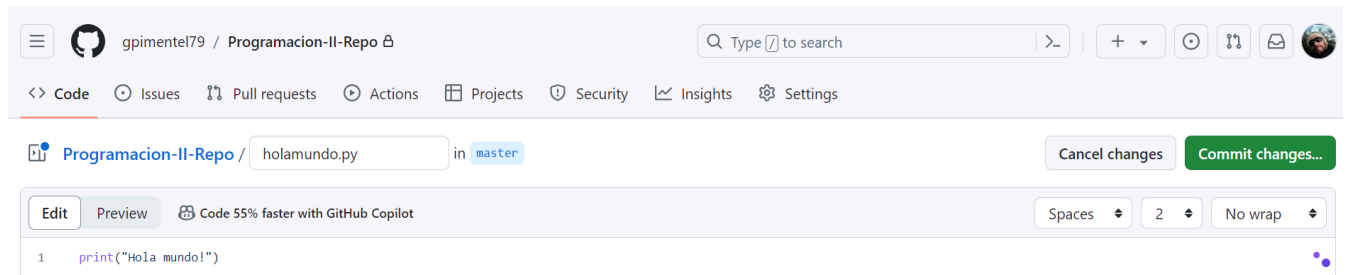 gpimentel79 / Programacion-II-Repo
Type / to search
Code Issues Pull requests Actions Projects Security Insights Settings
Programacion-II-Repo / holamundo.py in master Cancel changes Commit changes...
Edit Preview Code 55% faster with GitHub Copilot Spaces 2 No wrap
1 print("Hola mundo!")